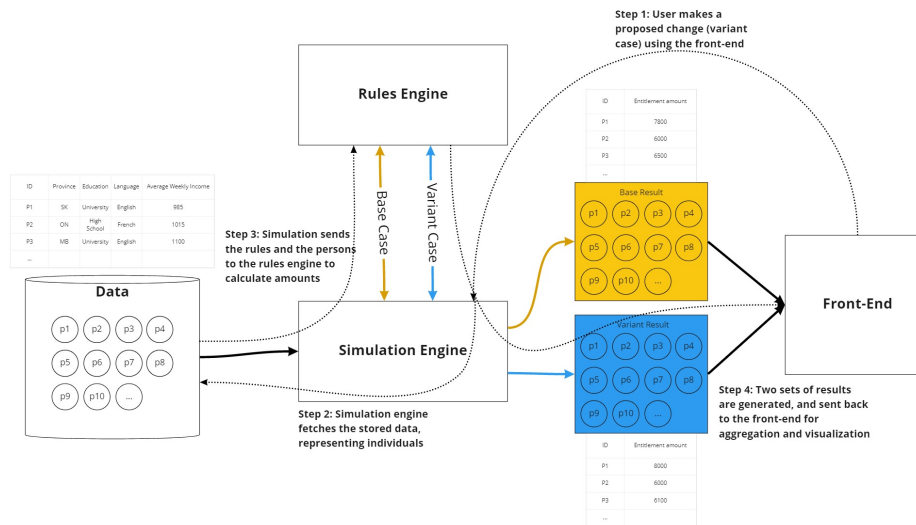 Step 1: User makes a
proposed change (variant
case) using the front-end
Rules Engine
ID Entitlement amount
P1 7800
P2 6000
P3 6500
...
Base Case
Variant Case
ID Province Education Language Average Weekly Income
P1 SK University English 985
P2 ON High School French 1015
P3 MB University English 1100
...
Step 3: Simulation sends
the rules and the persons
to the rules engine to
calculate amounts
Base Result
p1 p2 p3 p4
p5 p6 p7 p8
p9 p10 ...
Data
p1 p2 p3 p4
p5 p6 p7 p8
p9 p10 ...
Simulation Engine
Front-End
Variant Result
p1 p2 p3 p4
p5 p6 p7 p8
p9 p10 ...
Step 2: Simulation engine
fetches the stored data,
representing individuals
Step 4: Two sets of results
are generated, and sent back
to the front-end for
aggregation and visualization
ID Entitlement amount
P1 8000
P2 6000
P3 6100
...